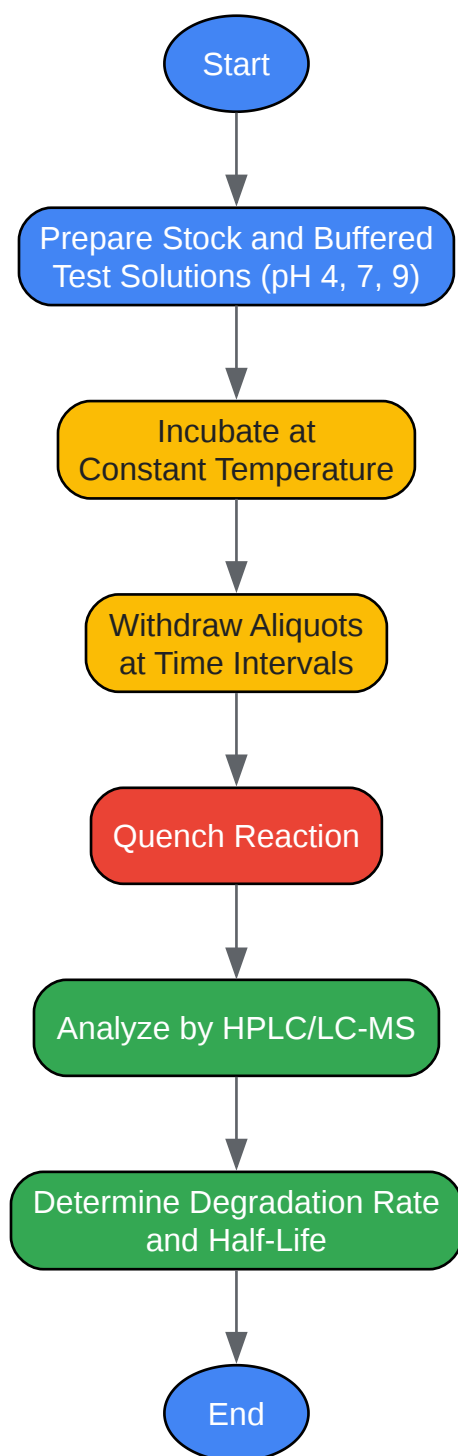 Start
Prepare Stock and Buffered
Test Solutions (pH 4, 7, 9)
Incubate at
Constant Temperature
Withdraw Aliquots
at Time Intervals
Quench Reaction
Analyze by HPLC/LC-MS
Determine Degradation Rate
and Half-Life
End